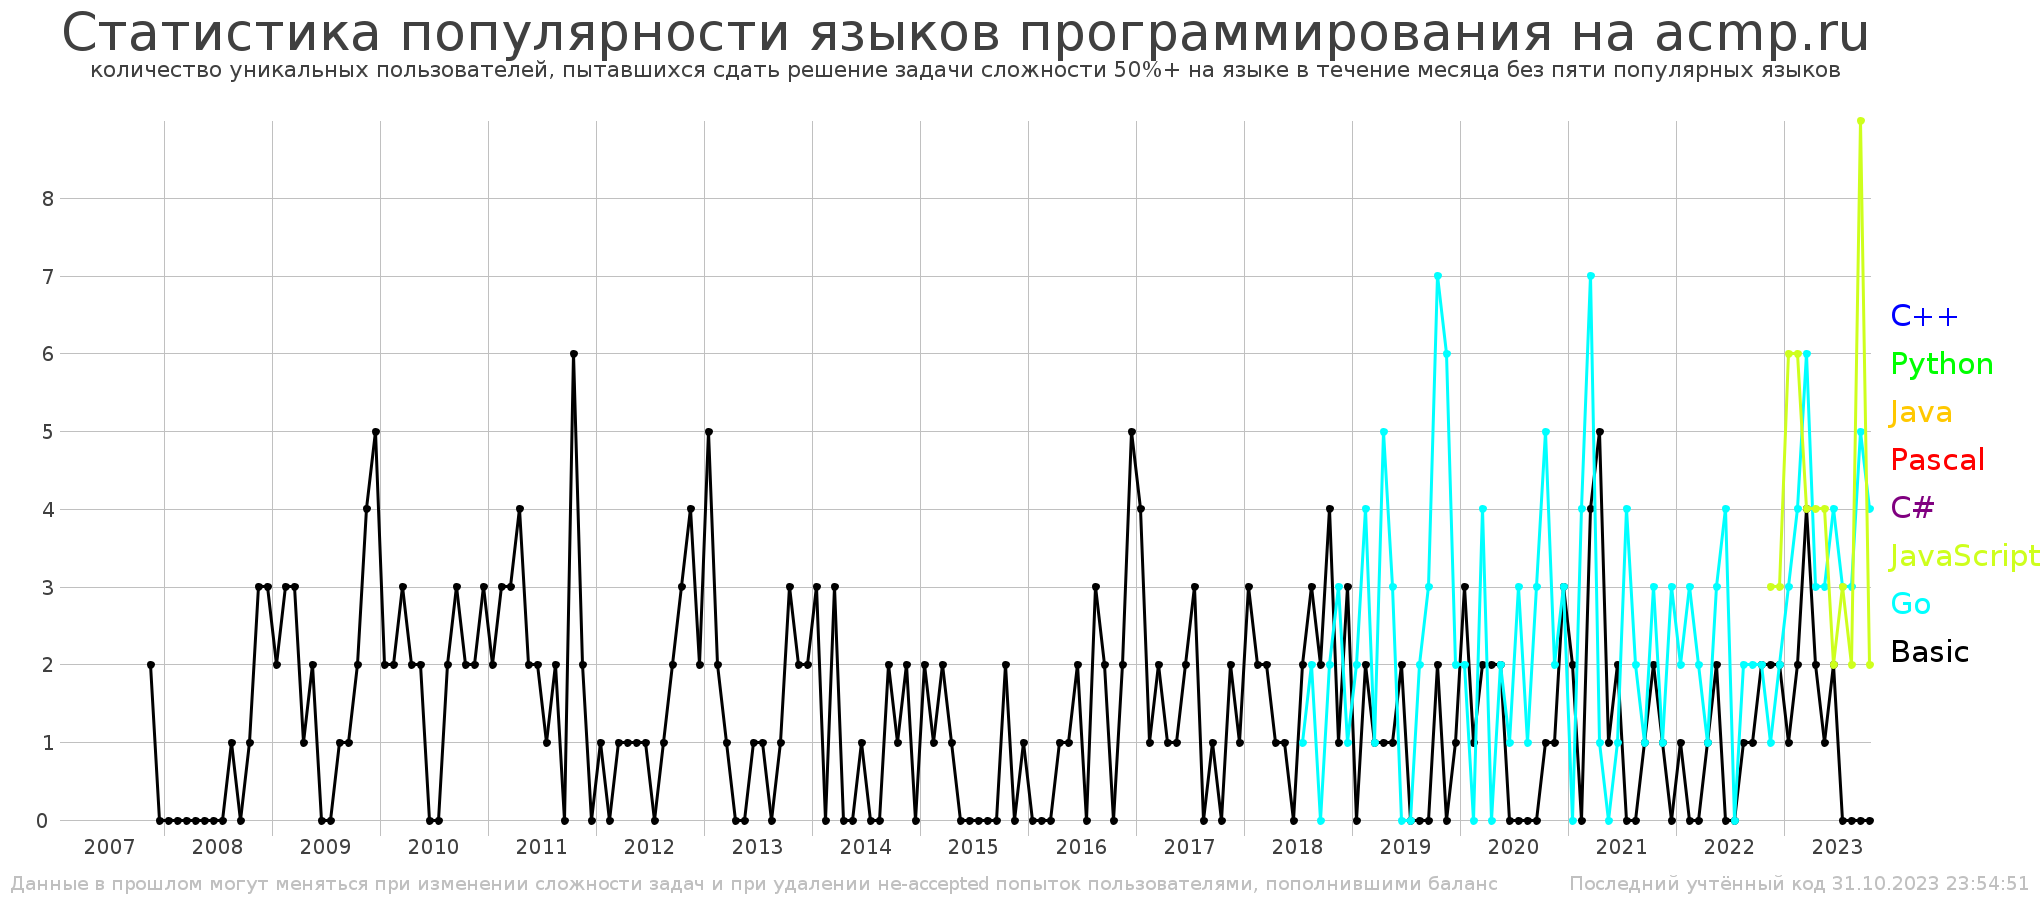 Статистика популярности языков программирования на acmp.ru
количество уникальных пользователей, пытавшихся сдать решение задачи сложности 50%+ на языке в течение месяца без пяти популярных языков
8
7
6
5
4
3
2
1
0
C++
Python
Java
Pascal
C#
JavaScript
Go
Basic
2007 2008 2009 2010 2011 2012 2013 2014 2015 2016 2017 2018 2019 2020 2021 2022 2023
Данные в прошлом могут меняться при изменении сложности задач и при удалении не-accepted попыток пользователями, пополнившими баланс Последний учтённый код 31.10.2023 23:54:51